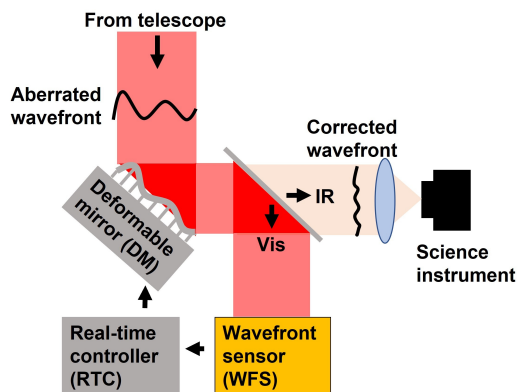 From telescope
Aberrated
wavefront
Corrected
wavefront
IR
Vis
Deformable
mirror (DM)
Science
instrument
Real-time
controller
(RTC)
Wavefront
sensor
(WFS)